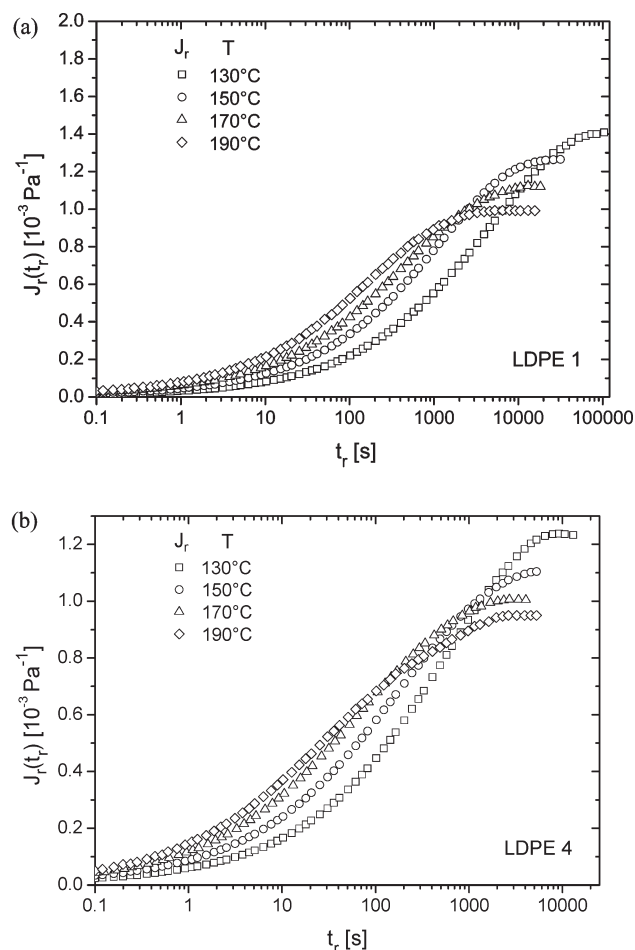 (a)
2.0
1.8
1.6
1.4
1.2
1.0
0.8
0.6
0.4
0.2
0.0
J_r T
□ 130°C
○ 150°C
△ 170°C
◇ 190°C
J_r(t_r) [10⁻³ Pa⁻¹]
LDPE 1
0.1 1 10 100 1000 10000 100000
t_r [s]
(b)
1.2
1.0
0.8
0.6
0.4
0.2
0.0
J_r T
□ 130°C
○ 150°C
△ 170°C
◇ 190°C
J_r(t_r) [10⁻³ Pa⁻¹]
LDPE 4
0.1 1 10 100 1000 10000
t_r [s]